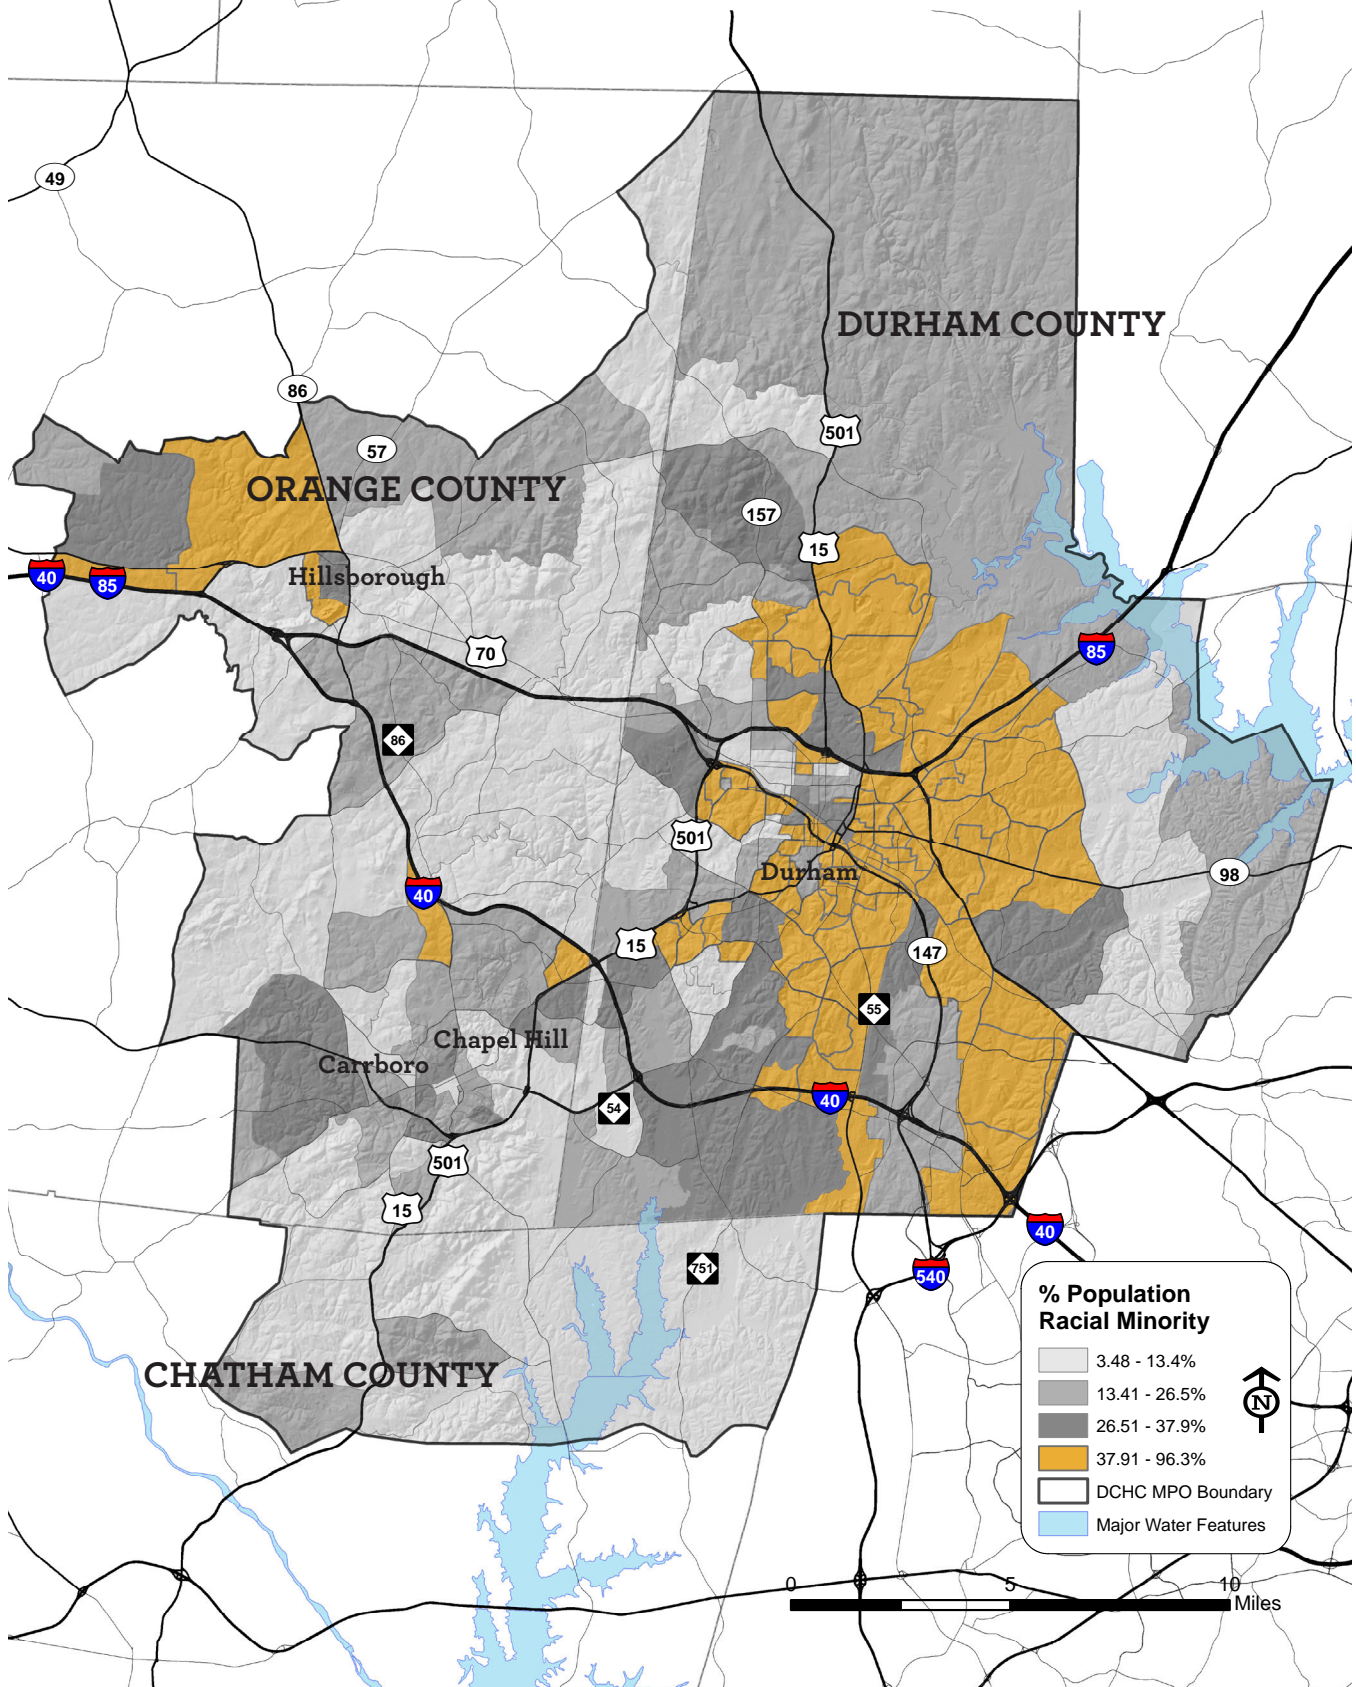 49
DURHAM COUNTY
86
501
57
ORANGE COUNTY
157
15
40
85
Hillsborough
70
85
86
501
Durham
98
40
15
147
55
Chapel Hill
Carrboro
54
40
501
15
40
751
540
CHATHAM COUNTY
% Population
Racial Minority
3.48 - 13.4%
13.41 - 26.5%
26.51 - 37.9%
37.91 - 96.3%
DCHC MPO Boundary
Major Water Features
N
0 5 10
Miles